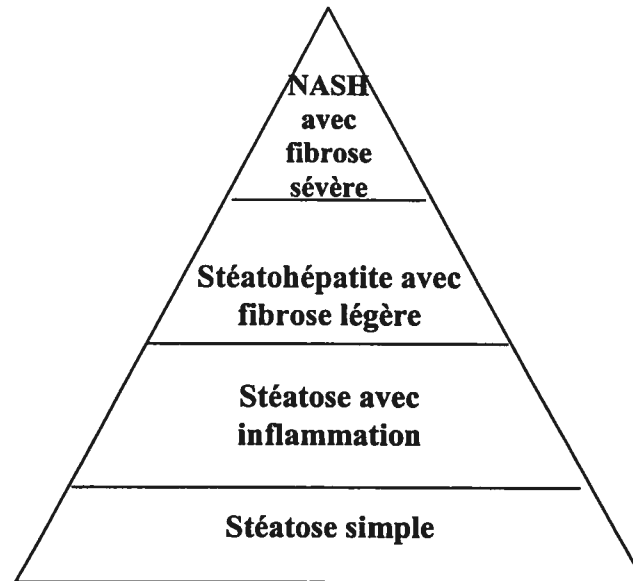 NASH
avec
fibrose
sévère
Stéatohépatite avec
fibrose légère
Stéatose avec
inflammation
Stéatose simple